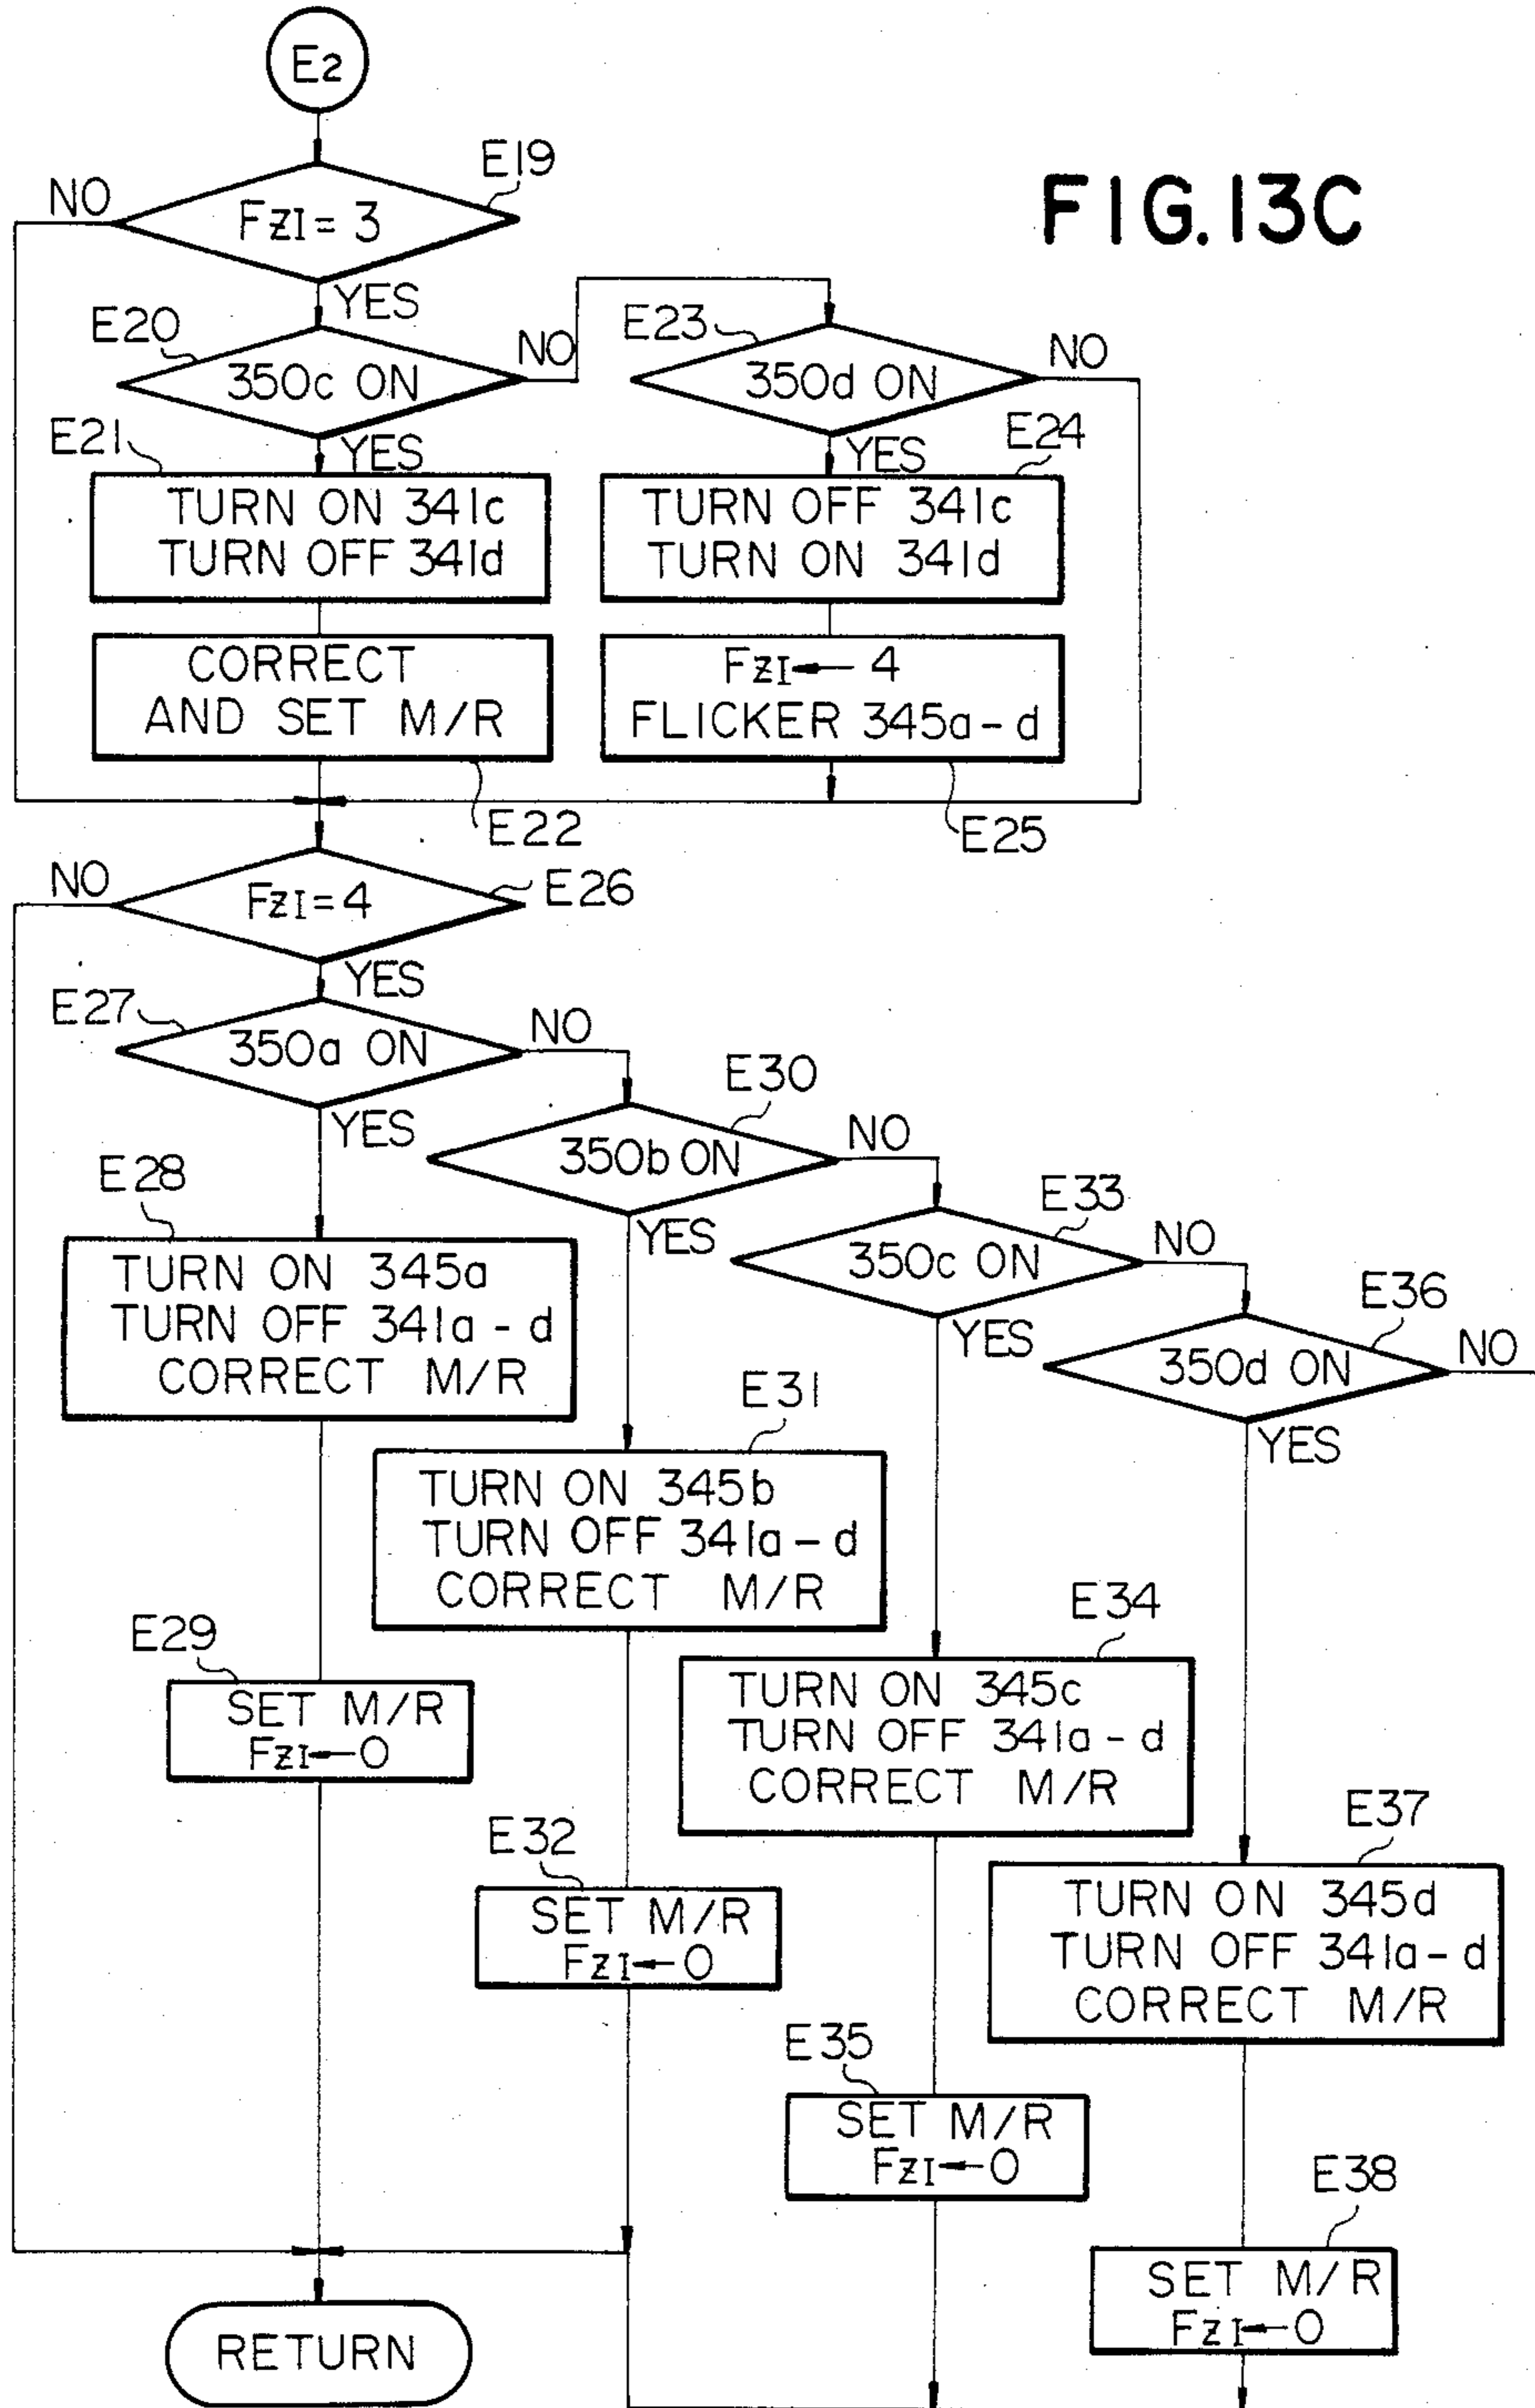 E2
FIG. 13C
E19
NO
FZI = 3
YES
E20
NO
350c ON
E23
NO
350d ON
E21
YES
TURN ON 341c
TURN OFF 341d
YES
E24
TURN OFF 341c
TURN ON 341d
CORRECT
AND SET M/R
E22
FZI ← 4
FLICKER 345a - d
E25
NO
FZI = 4
E26
YES
E27
350a ON
NO
YES
E30
350b ON
NO
YES
E33
350c ON
NO
YES
E36
350d ON
NO
YES
E28
TURN ON 345a
TURN OFF 341a - d
CORRECT M/R
E31
TURN ON 345b
TURN OFF 341a - d
CORRECT M/R
E34
TURN ON 345c
TURN OFF 341a - d
CORRECT M/R
E37
TURN ON 345d
TURN OFF 341a - d
CORRECT M/R
E29
SET M/R
FZI ← 0
E32
SET M/R
FZI ← 0
E35
SET M/R
FZI ← 0
E38
SET M/R
FZI ← 0
RETURN